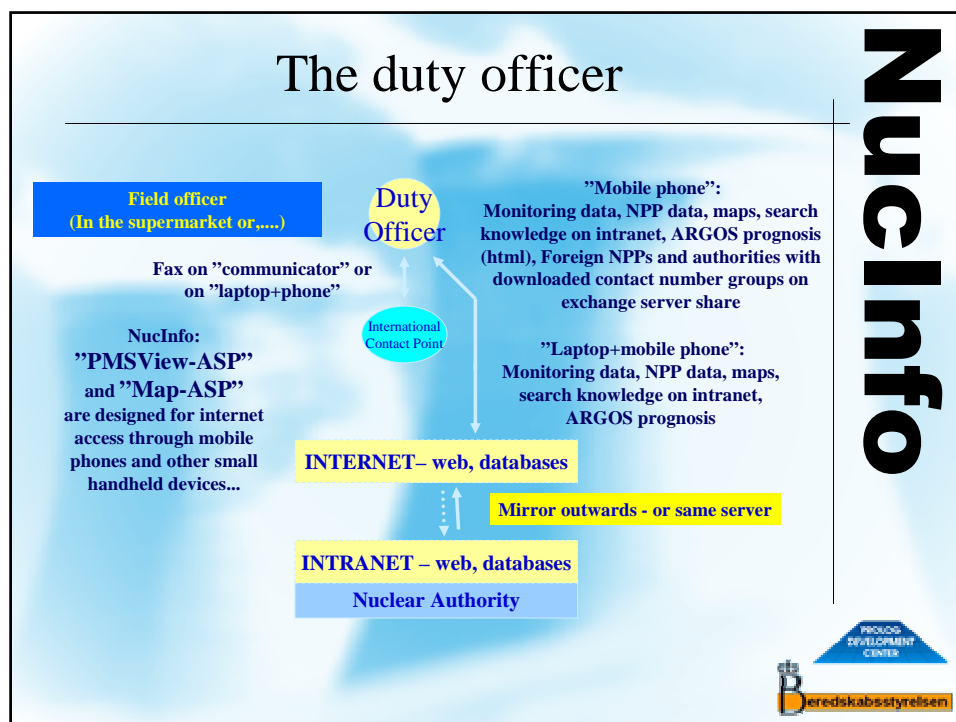 The duty officer
NucInfo
Field officer
(In the supermarket or,....)
Duty
Officer
Fax on ”communicator” or
on ”laptop+phone”
International
Contact Point
NucInfo:
”PMSView-ASP”
and ”Map-ASP”
are designed for internet
access through mobile
phones and other small
handheld devices...
”Mobile phone”:
Monitoring data, NPP data, maps, search
knowledge on intranet, ARGOS prognosis
(html), Foreign NPPs and authorities with
downloaded contact number groups on
exchange server share
”Laptop+mobile phone”:
Monitoring data, NPP data, maps,
search knowledge on intranet,
ARGOS prognosis
INTERNET– web, databases
Mirror outwards - or same server
INTRANET – web, databases
Nuclear Authority
PROLOG
DEVELOPMENT
CENTER
Beredskabsstyrelsen